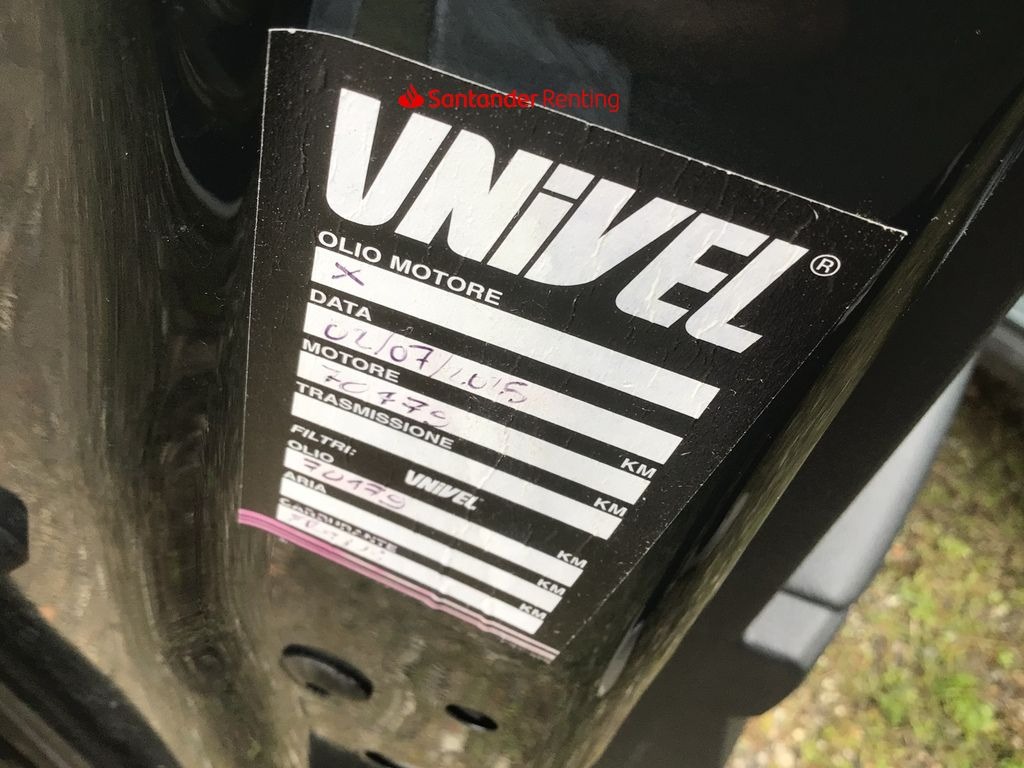 Santander Renting
UNiVEL®
OLIO MOTORE
X
DATA
02/07/2015
MOTORE
70179 KM
TRASMISSIONE
KM
FILTRI: UNiVEL
OLIO
70179 KM
ARIA
KM
CARBURANTE
KM